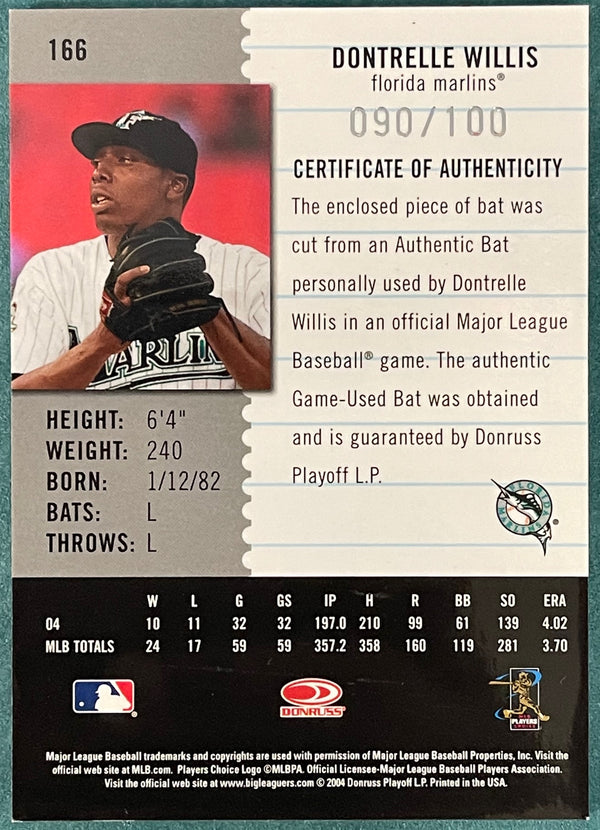 166
DONTRELLE WILLIS
florida marlins®
090/100
CERTIFICATE OF AUTHENTICITY
The enclosed piece of bat was
cut from an Authentic Bat
personally used by Dontrelle
Willis in an official Major League
Baseball® game. The authentic
Game-Used Bat was obtained
and is guaranteed by Donruss
Playoff L.P.
MARLIN
HEIGHT: 6'4"
WEIGHT: 240
BORN: 1/12/82
BATS: L
THROWS: L
FLORIDA MARLINS ®
W L G GS IP H R BB SO ERA
04 10 11 32 32 197.0 210 99 61 139 4.02
MLB TOTALS 24 17 59 59 357.2 358 160 119 281 3.70
DONRUSS
MLB PLAYERS CHOICE
Major League Baseball trademarks and copyrights are used with permission of Major League Baseball Properties, Inc. Visit the
official web site at MLB.com. Players Choice Logo ©MLBPA. Official Licensee-Major League Baseball Players Association.
Visit the official web site at www.bigleaguers.com © 2004 Donruss Playoff L.P. Printed in the USA.